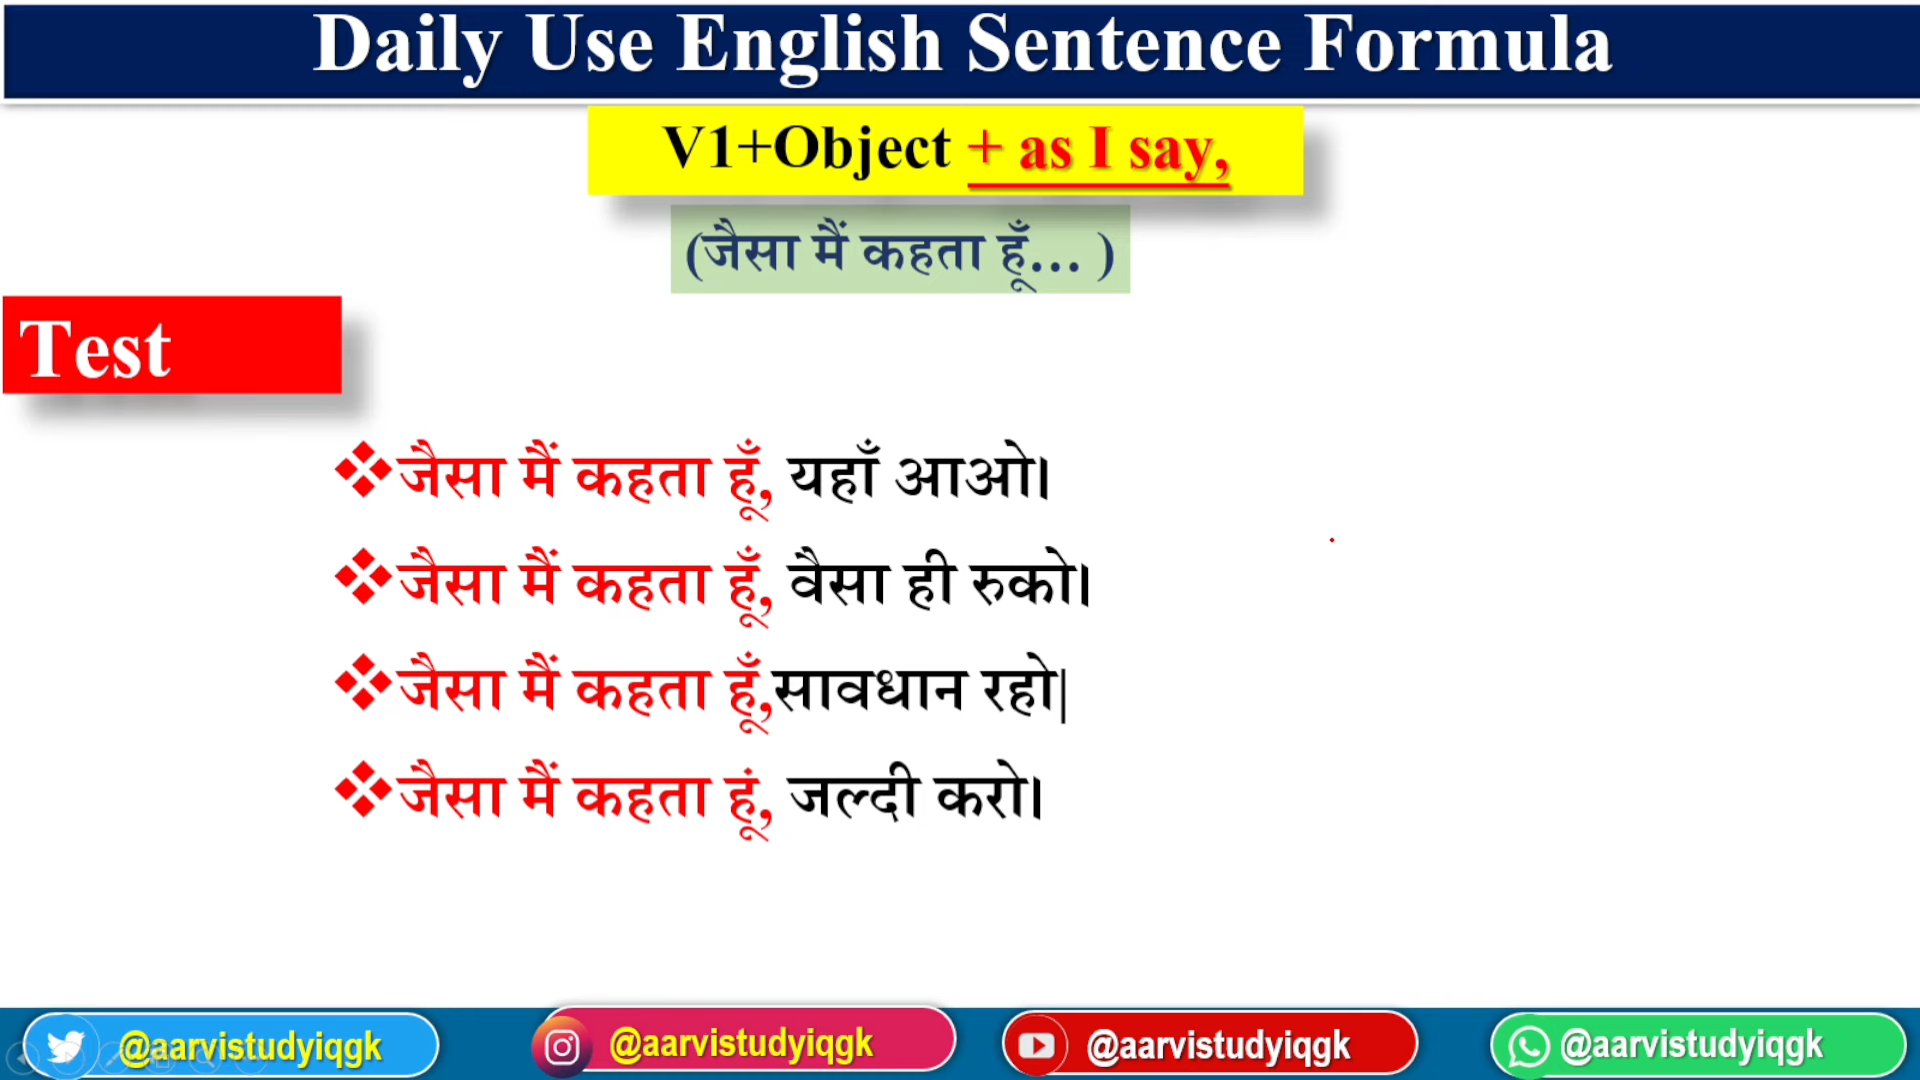 Daily Use English Sentence Formula
V1+Object + as I say,
(जैसा मैं कहता हूँ... )
Test
❖जैसा मैं कहता हूँ, यहाँ आओ।
❖जैसा मैं कहता हूँ, वैसा ही रुको।
❖जैसा मैं कहता हूँ,सावधान रहो|
❖जैसा मैं कहता हूं, जल्दी करो।
@aarvistudyiqgk @aarvistudyiqgk @aarvistudyiqgk @aarvistudyiqgk